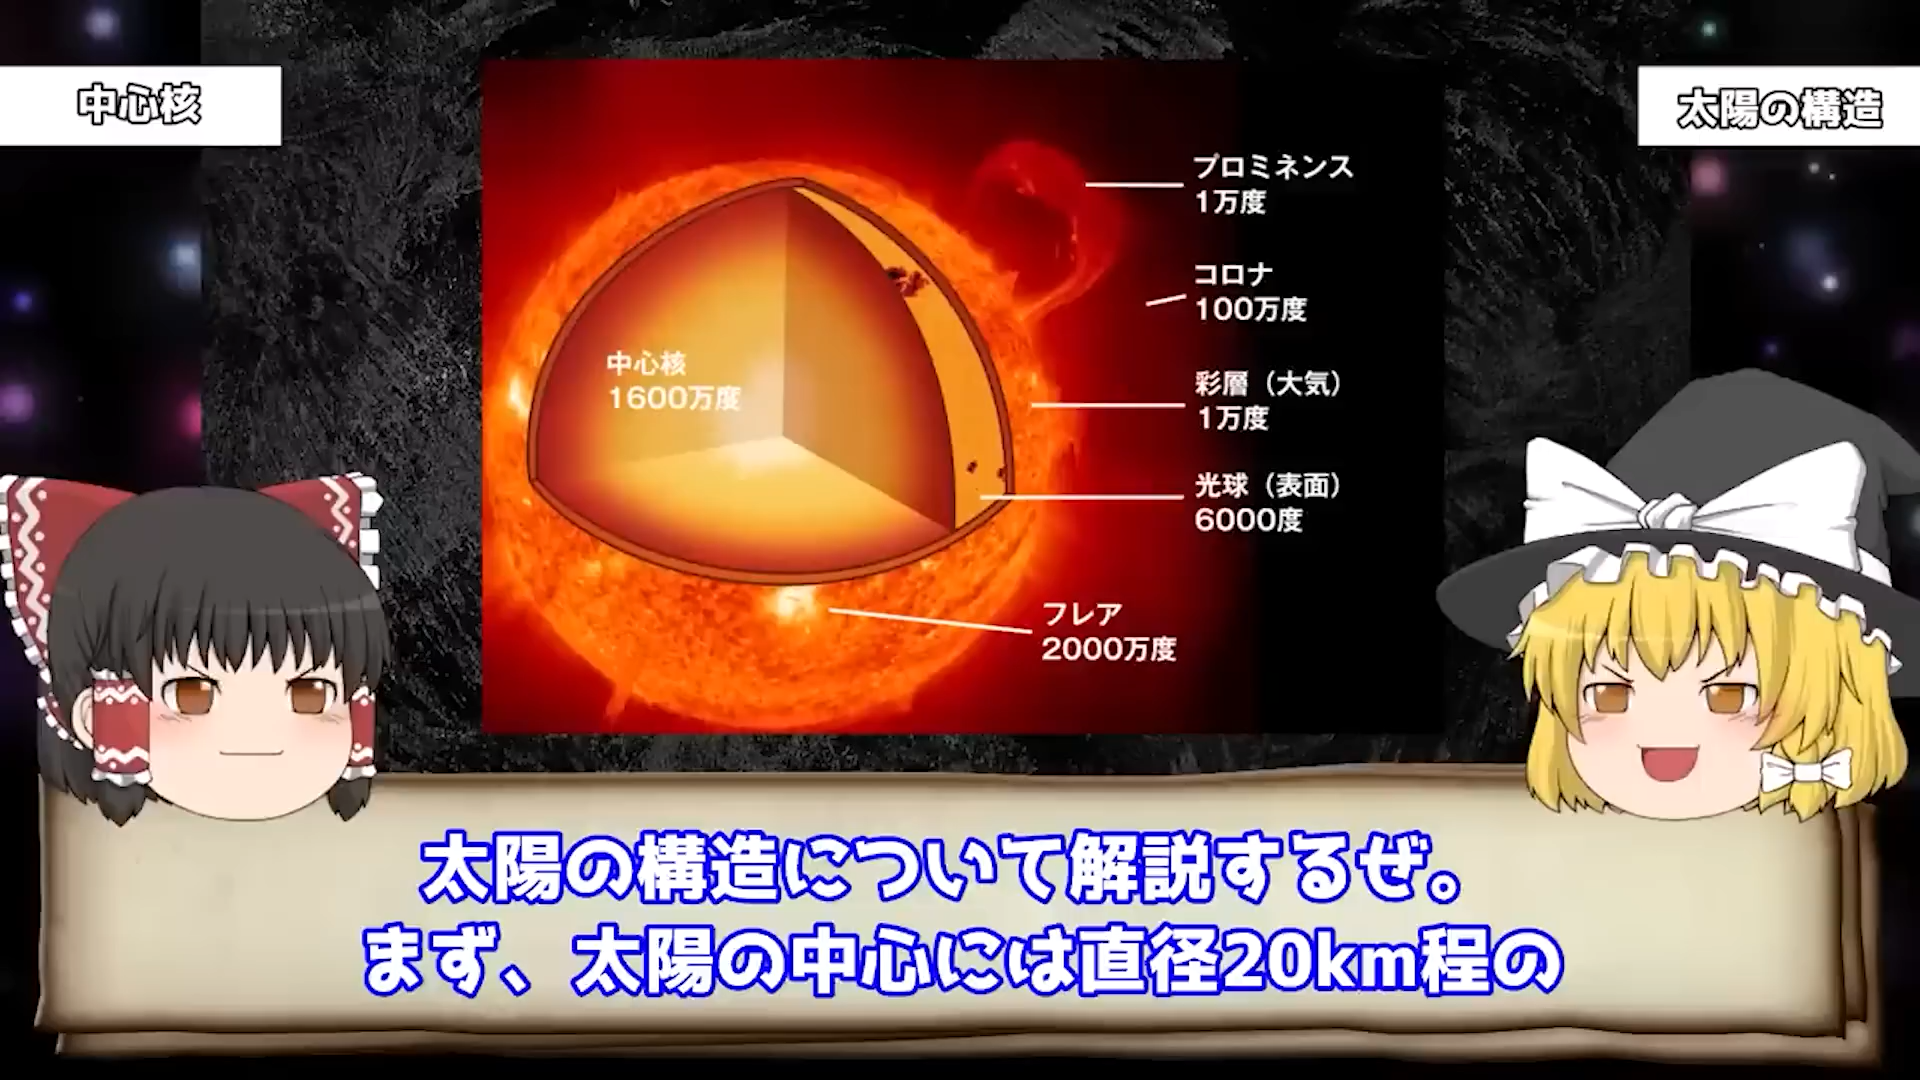 中心核
太陽の構造
プロミネンス
1万度
コロナ
100万度
中心核
1600万度
彩層（大気）
1万度
光球（表面）
6000度
フレア
2000万度
太陽の構造について解説するぜ。
まず、太陽の中心には直径20km程の